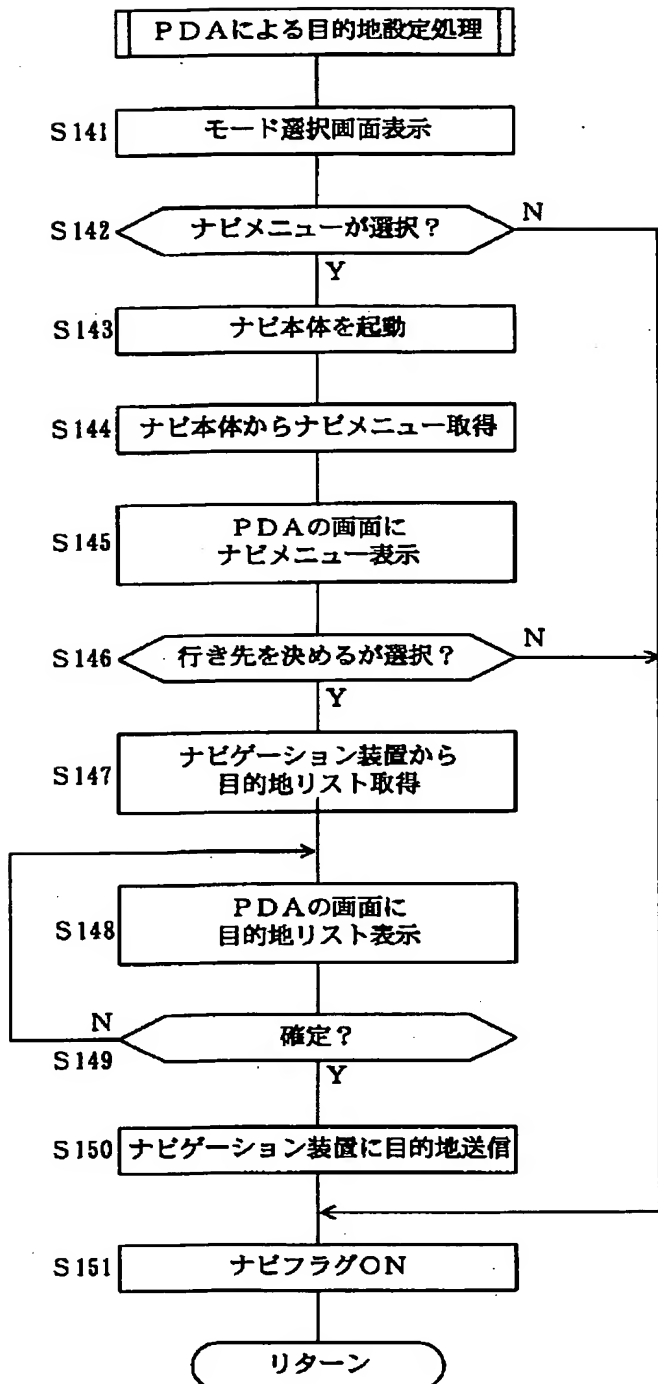 PDAによる目的地設定処理
S141 モード選択画面表示
S142 ナビメニューが選択？ N
Y
S143 ナビ本体を起動
S144 ナビ本体からナビメニュー取得
S145 PDAの画面に
ナビメニュー表示
S146 行き先を決めるが選択？ N
Y
S147 ナビゲーション装置から
目的地リスト取得
S148 PDAの画面に
目的地リスト表示
N 確定？
S149 Y
S150 ナビゲーション装置に目的地送信
S151 ナビフラグON
リターン